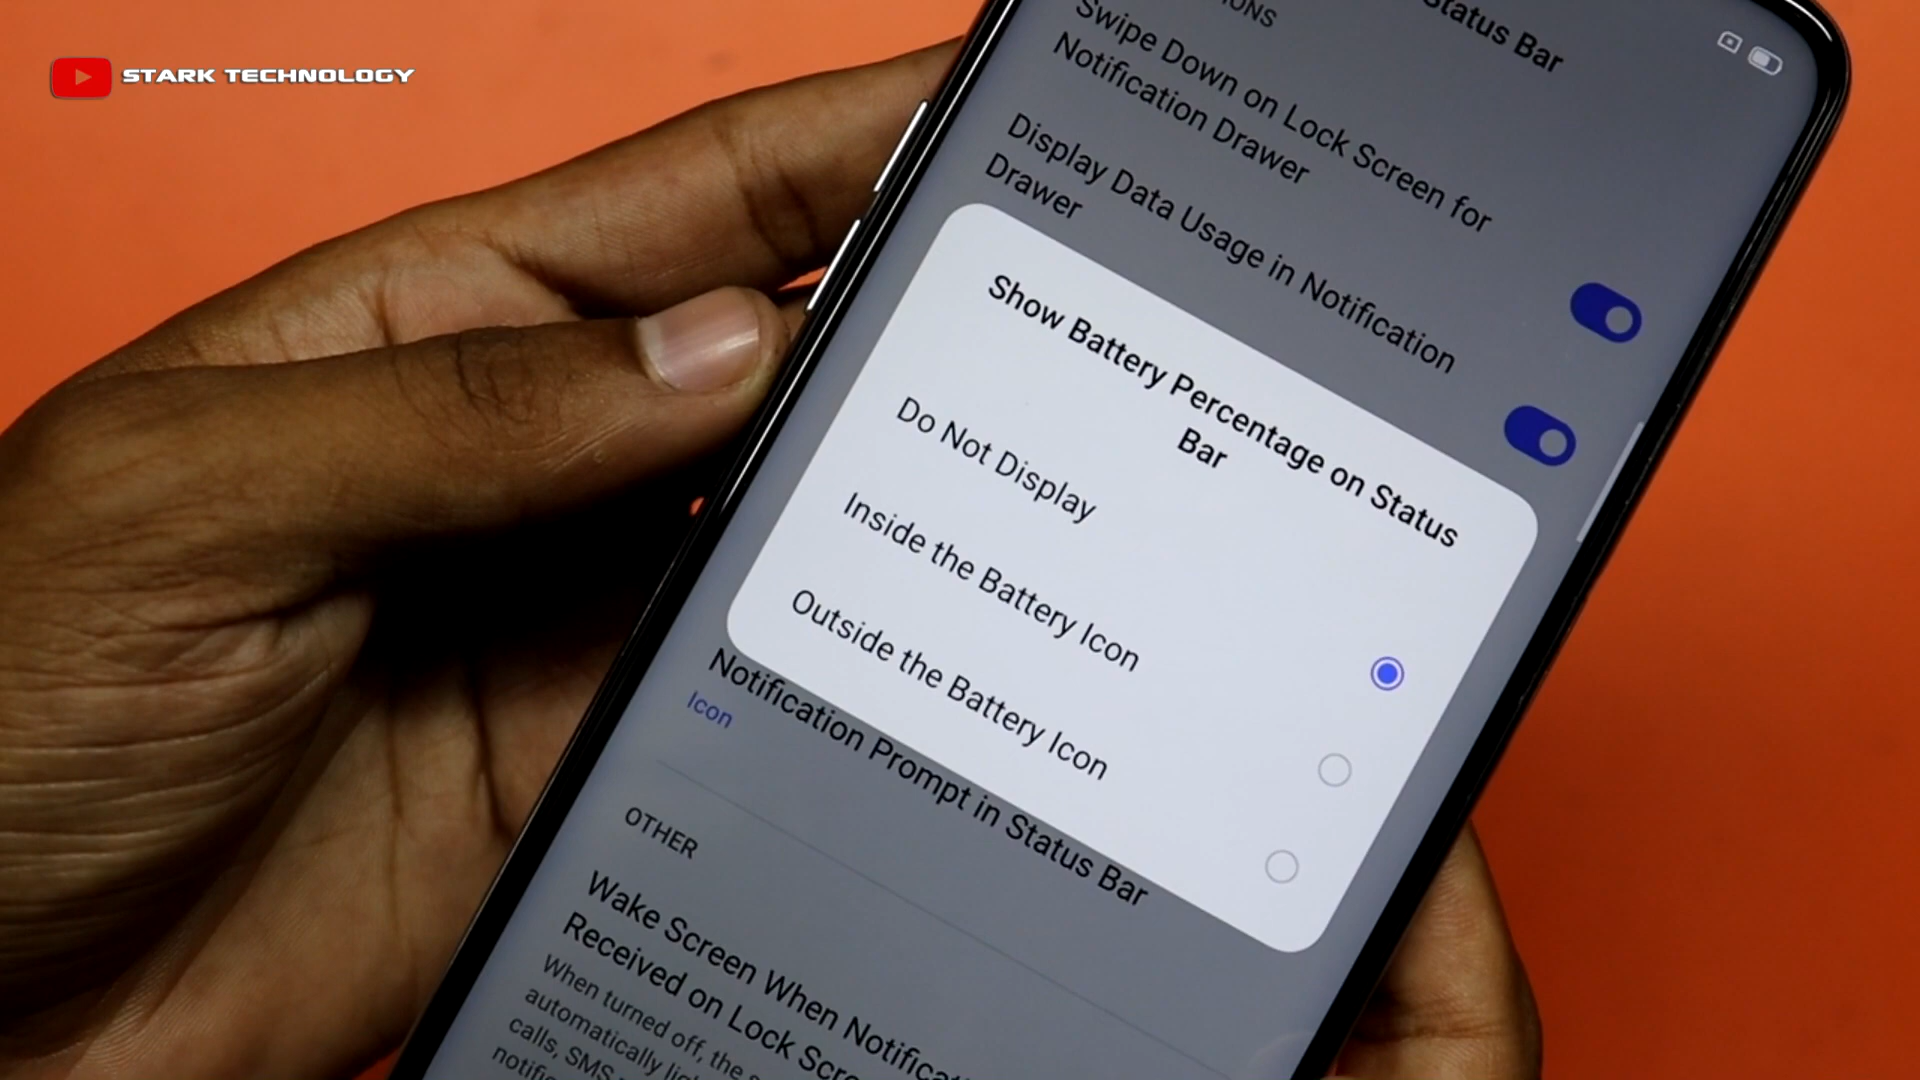 STARK TECHNOLOGY
Status Bar
Swipe Down on Lock Screen for
Notification Drawer
Display Data Usage in Notification
Drawer
Show Battery Percentage on Status
Bar
Do Not Display
Inside the Battery Icon
Outside the Battery Icon
Notification Prompt in Status Bar
Icon
OTHER
Wake Screen When
Received on Lock
When turned off, the
automatically
calls, SMS